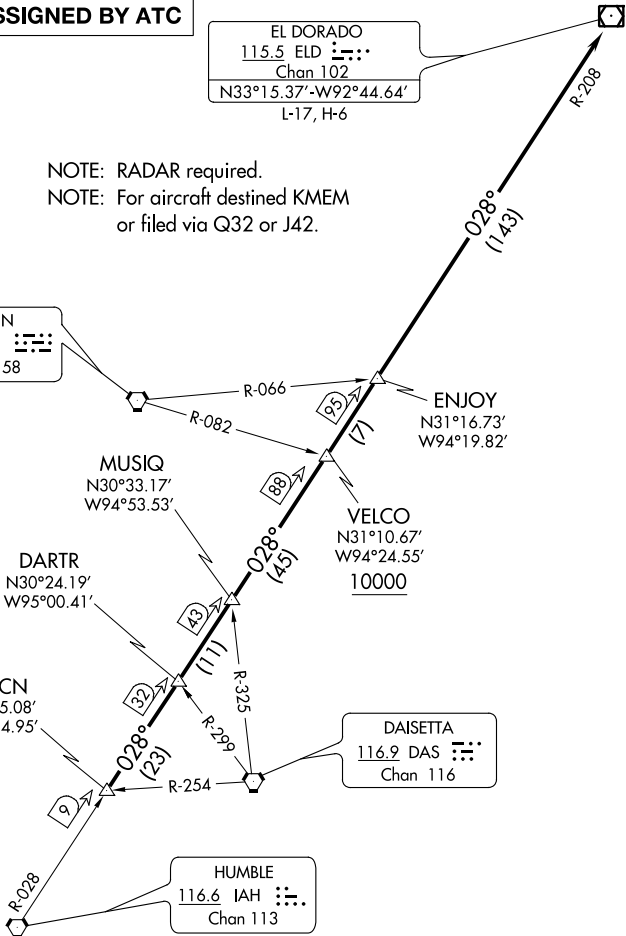 SSIGNED BY ATC
EL DORADO
115.5 ELD
Chan 102
N33°15.37'-W92°44.64'
L-17, H-6
R-208
NOTE: RADAR required.
NOTE: For aircraft destined KMEM
or filed via Q32 or J42.
028°
(143)
N
58
R-066
R-082
95
(7)
ENJOY
N31°16.73'
W94°19.82'
88
VELCO
N31°10.67'
W94°24.55'
10000
MUSIQ
N30°33.17'
W94°53.53'
028°
(45)
DARTR
N30°24.19'
W95°00.41'
43
(11)
R-325
32
R-299
CN
5.08'
4.95'
028°
(23)
R-254
DAISETTA
116.9 DAS
Chan 116
9
R-028
HUMBLE
116.6 IAH
Chan 113